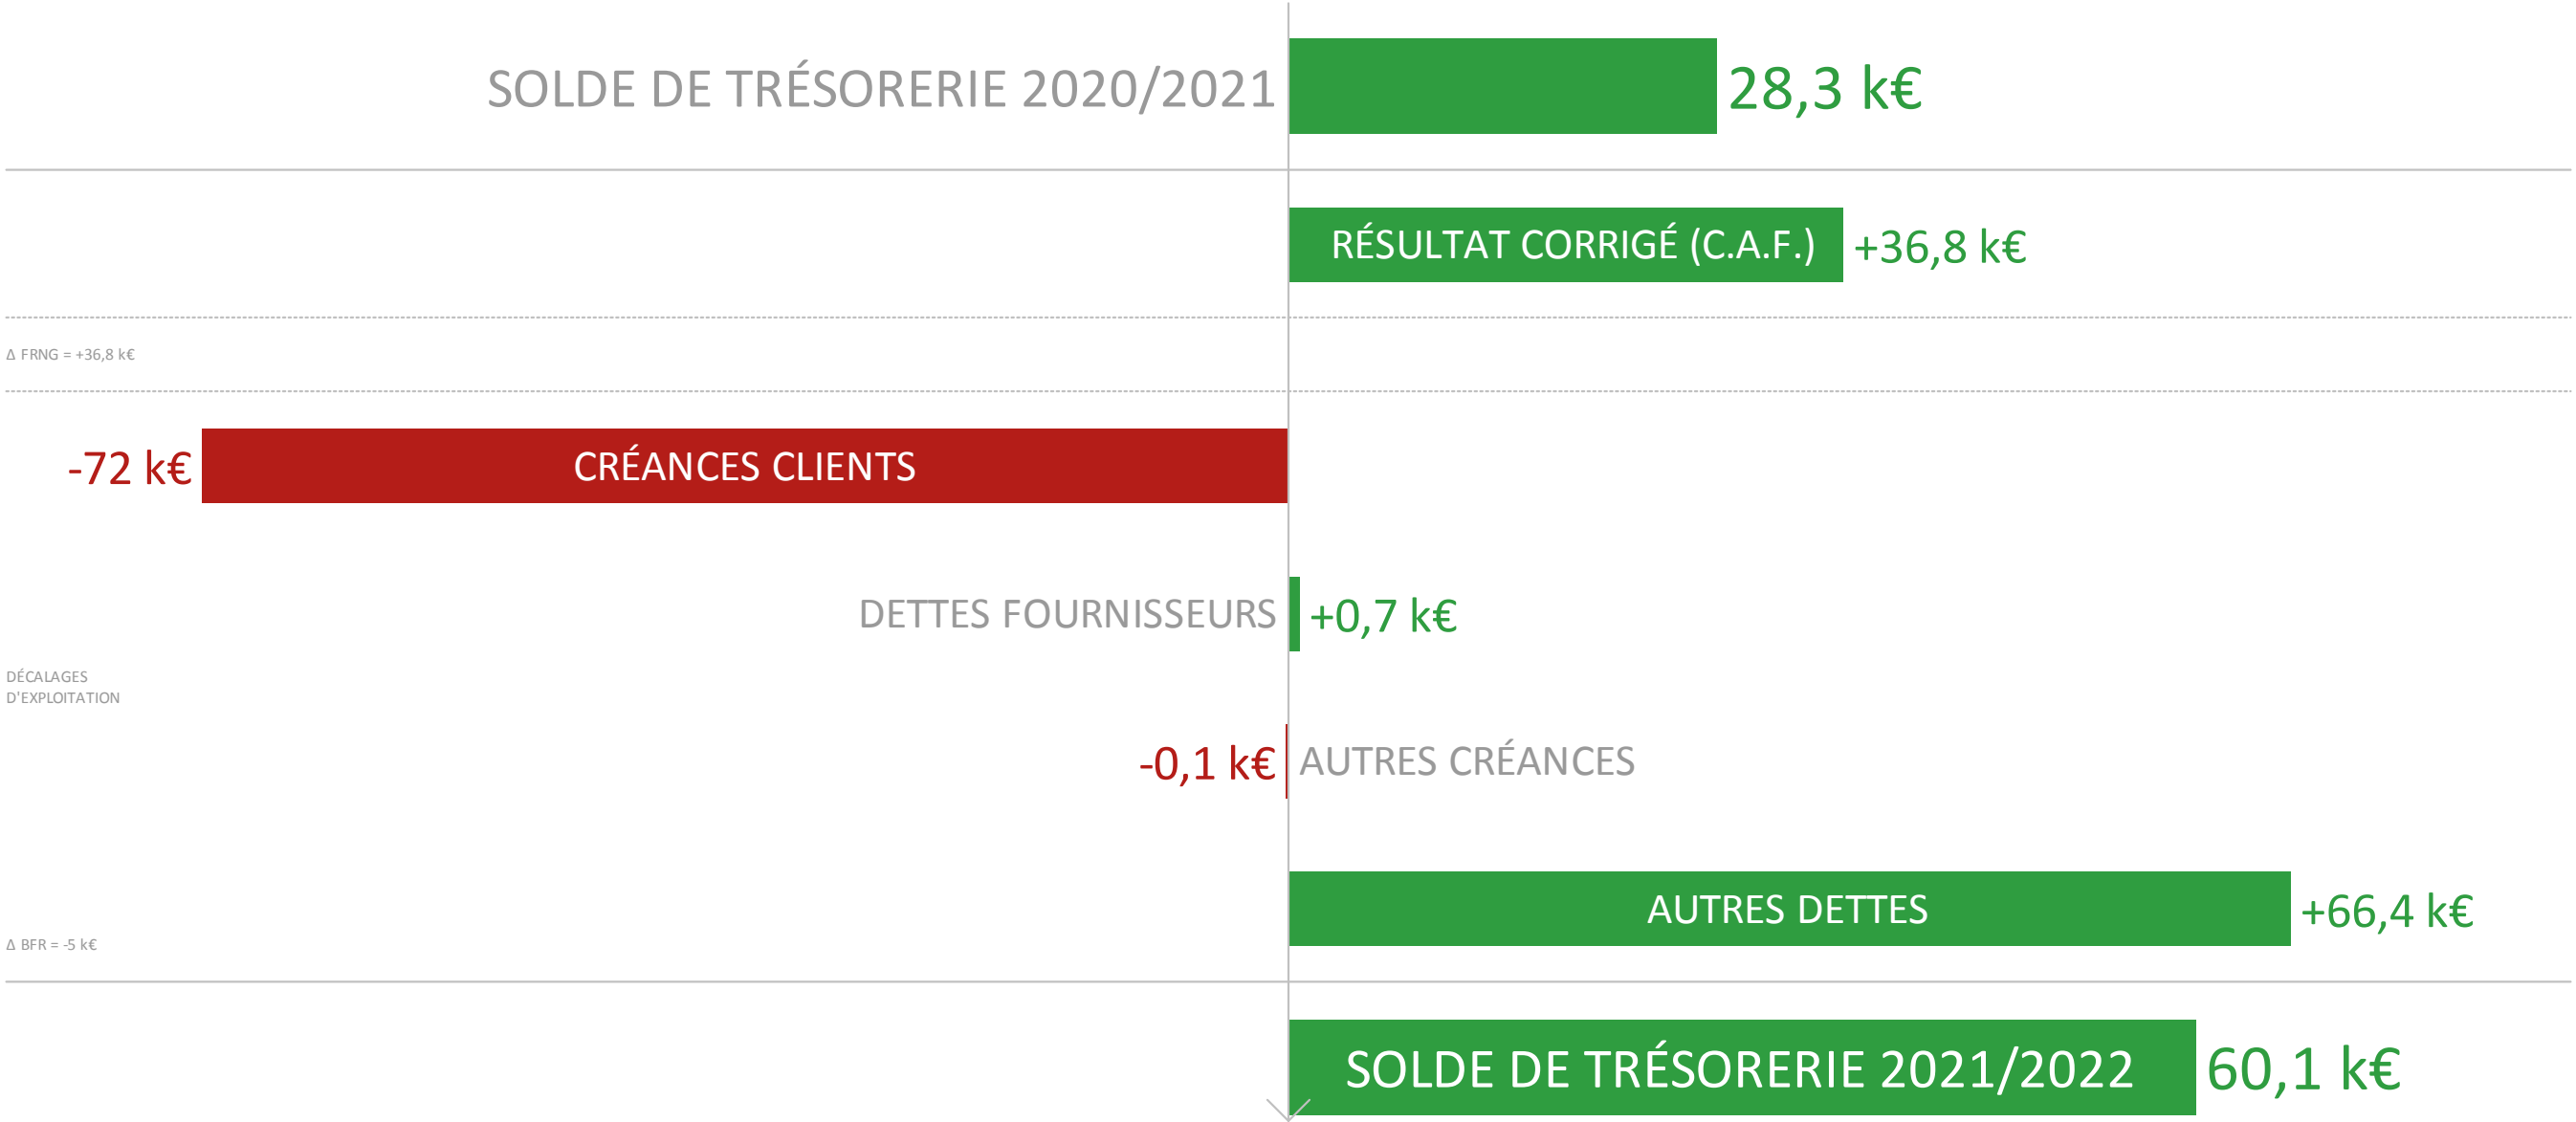 SOLDE DE TRÉSORERIE 2020/2021 28,3 k€
RÉSULTAT CORRIGÉ (C.A.F.) +36,8 k€
Δ FRNG = +36,8 k€
-72 k€ CRÉANCES CLIENTS
DETTES FOURNISSEURS +0,7 k€
DÉCALAGES
D'EXPLOITATION
-0,1 k€ AUTRES CRÉANCES
AUTRES DETTES +66,4 k€
Δ BFR = -5 k€
SOLDE DE TRÉSORERIE 2021/2022 60,1 k€